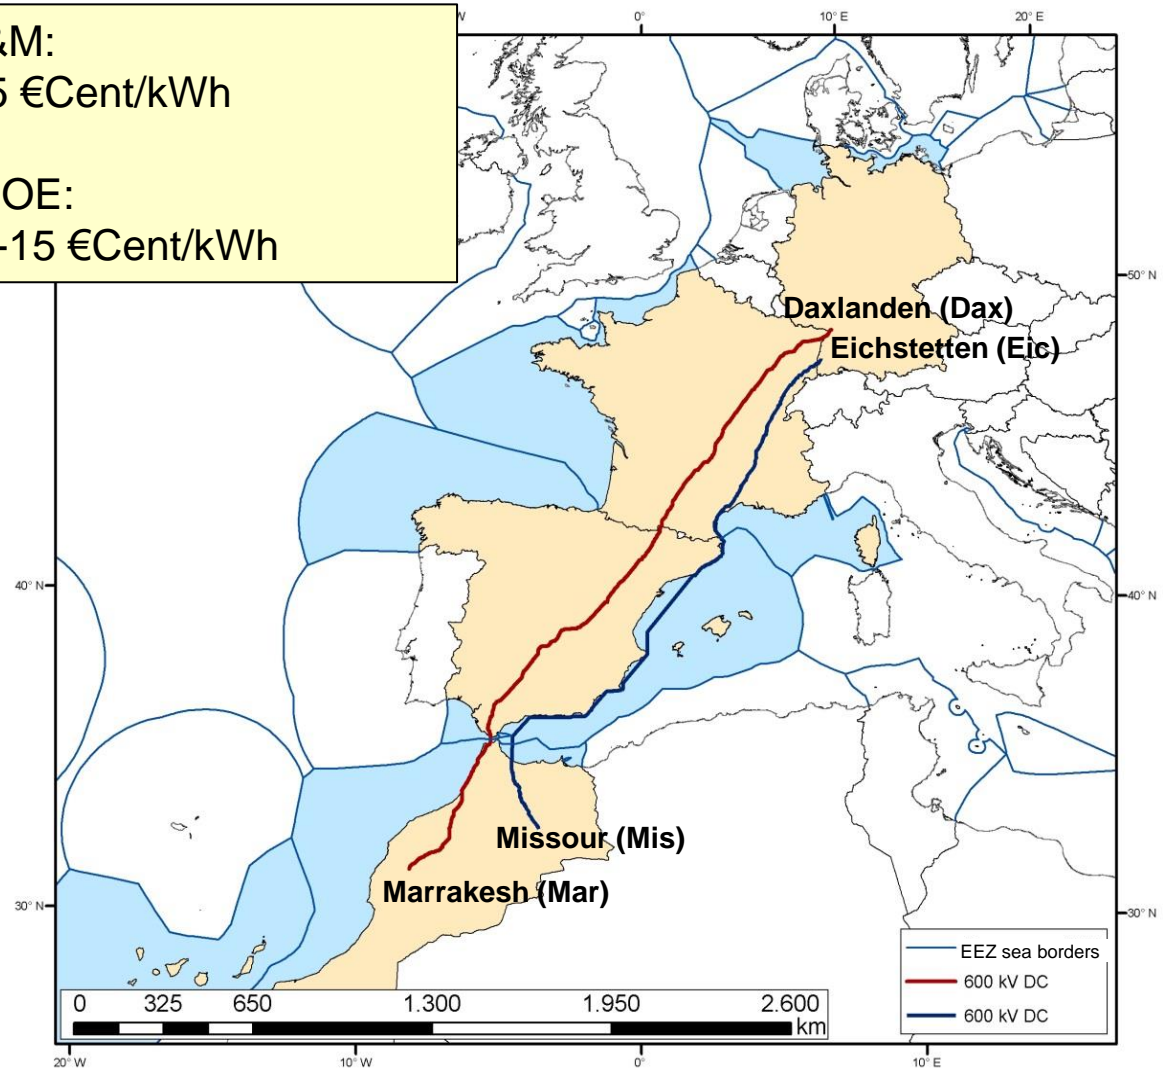 &M:
5 €Cent/kWh
OE:
-15 €Cent/kWh
W
0°
10° E
20° E
50° N
Daxlanden (Dax)
Eichstetten (Eic)
40° N
40° N
Missour (Mis)
Marrakesh (Mar)
30° N
30° N
EEZ sea borders
600 kV DC
600 kV DC
0 325 650 1.300 1.950 2.600
km
20° W
10° W
0°
10° E